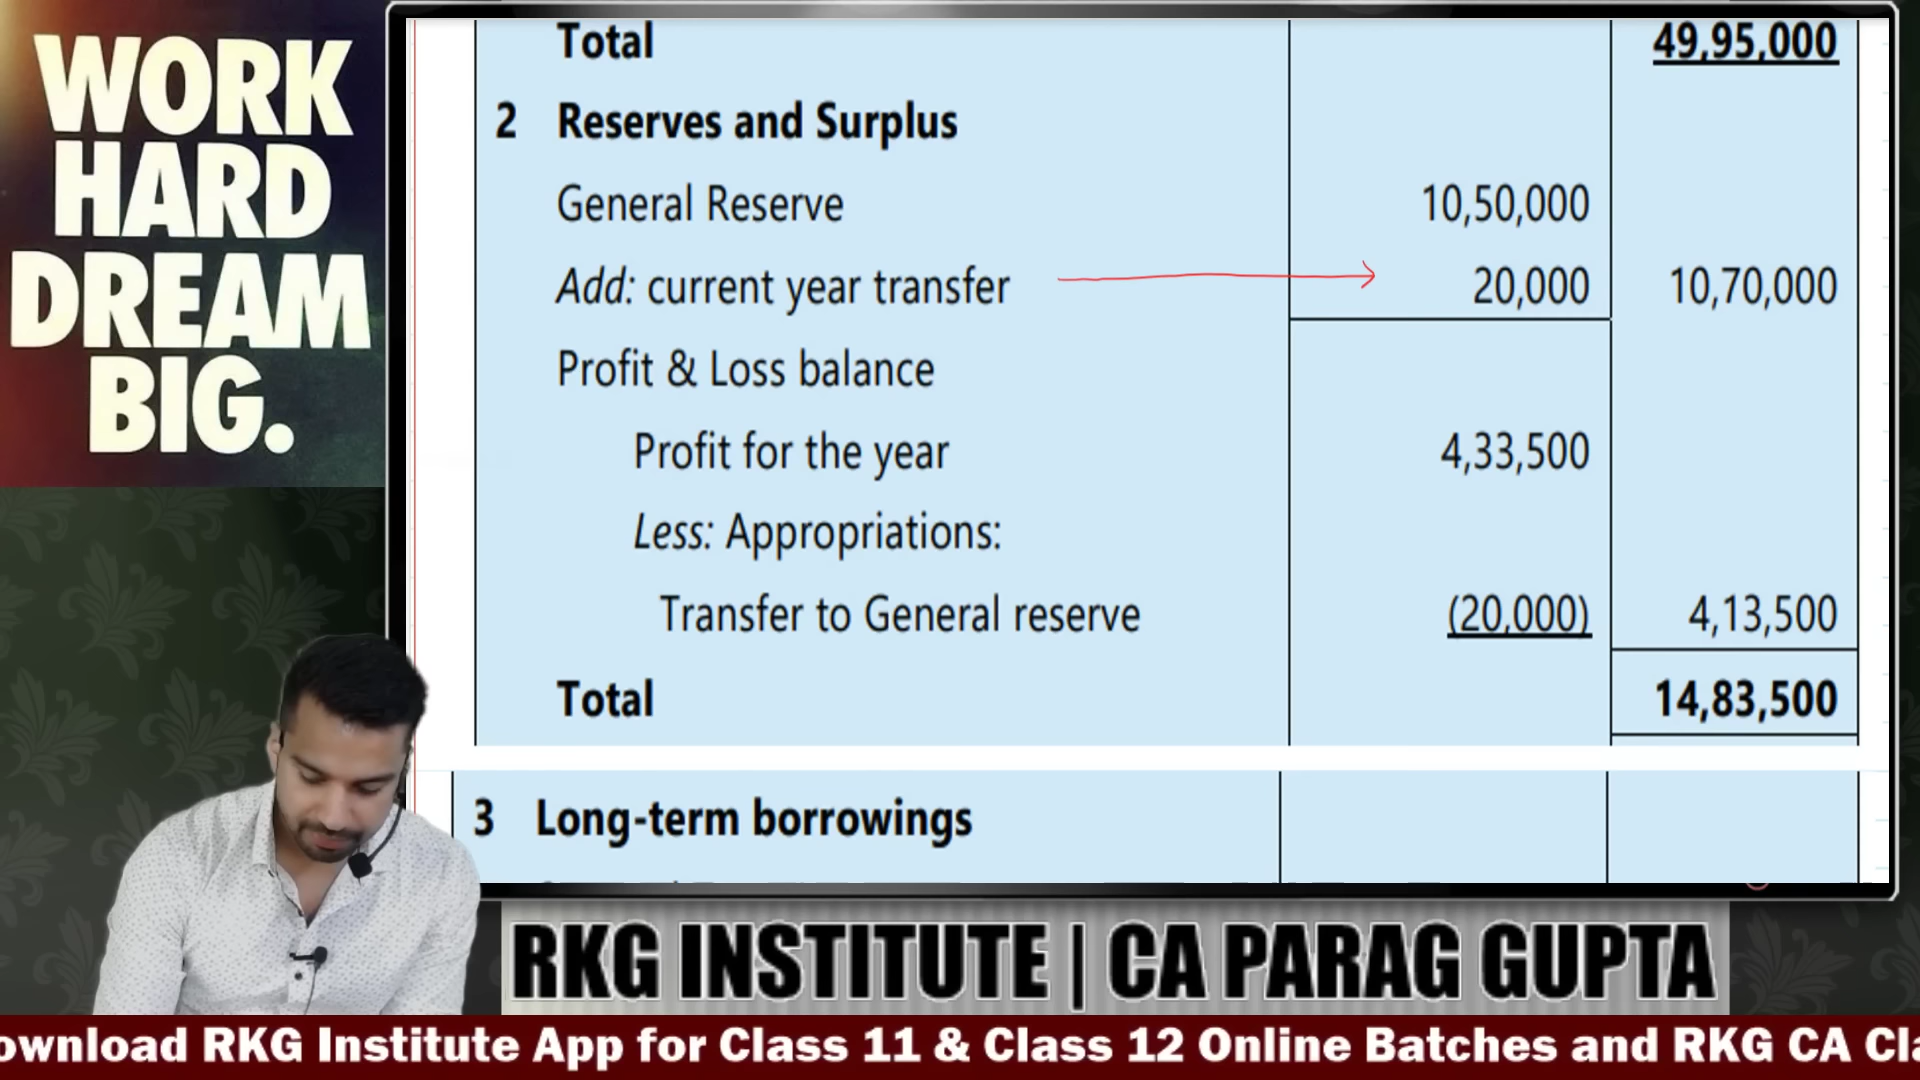 WORK
HARD
DREAM
BIG.
Total 49,95,000
2 Reserves and Surplus
General Reserve 10,50,000
Add: current year transfer 20,000 10,70,000
Profit & Loss balance
Profit for the year 4,33,500
Less: Appropriations:
Transfer to General reserve (20,000) 4,13,500
Total 14,83,500
3 Long-term borrowings
RKG INSTITUTE | CA PARAG GUPTA
ownload RKG Institute App for Class 11 & Class 12 Online Batches and RKG CA Cla